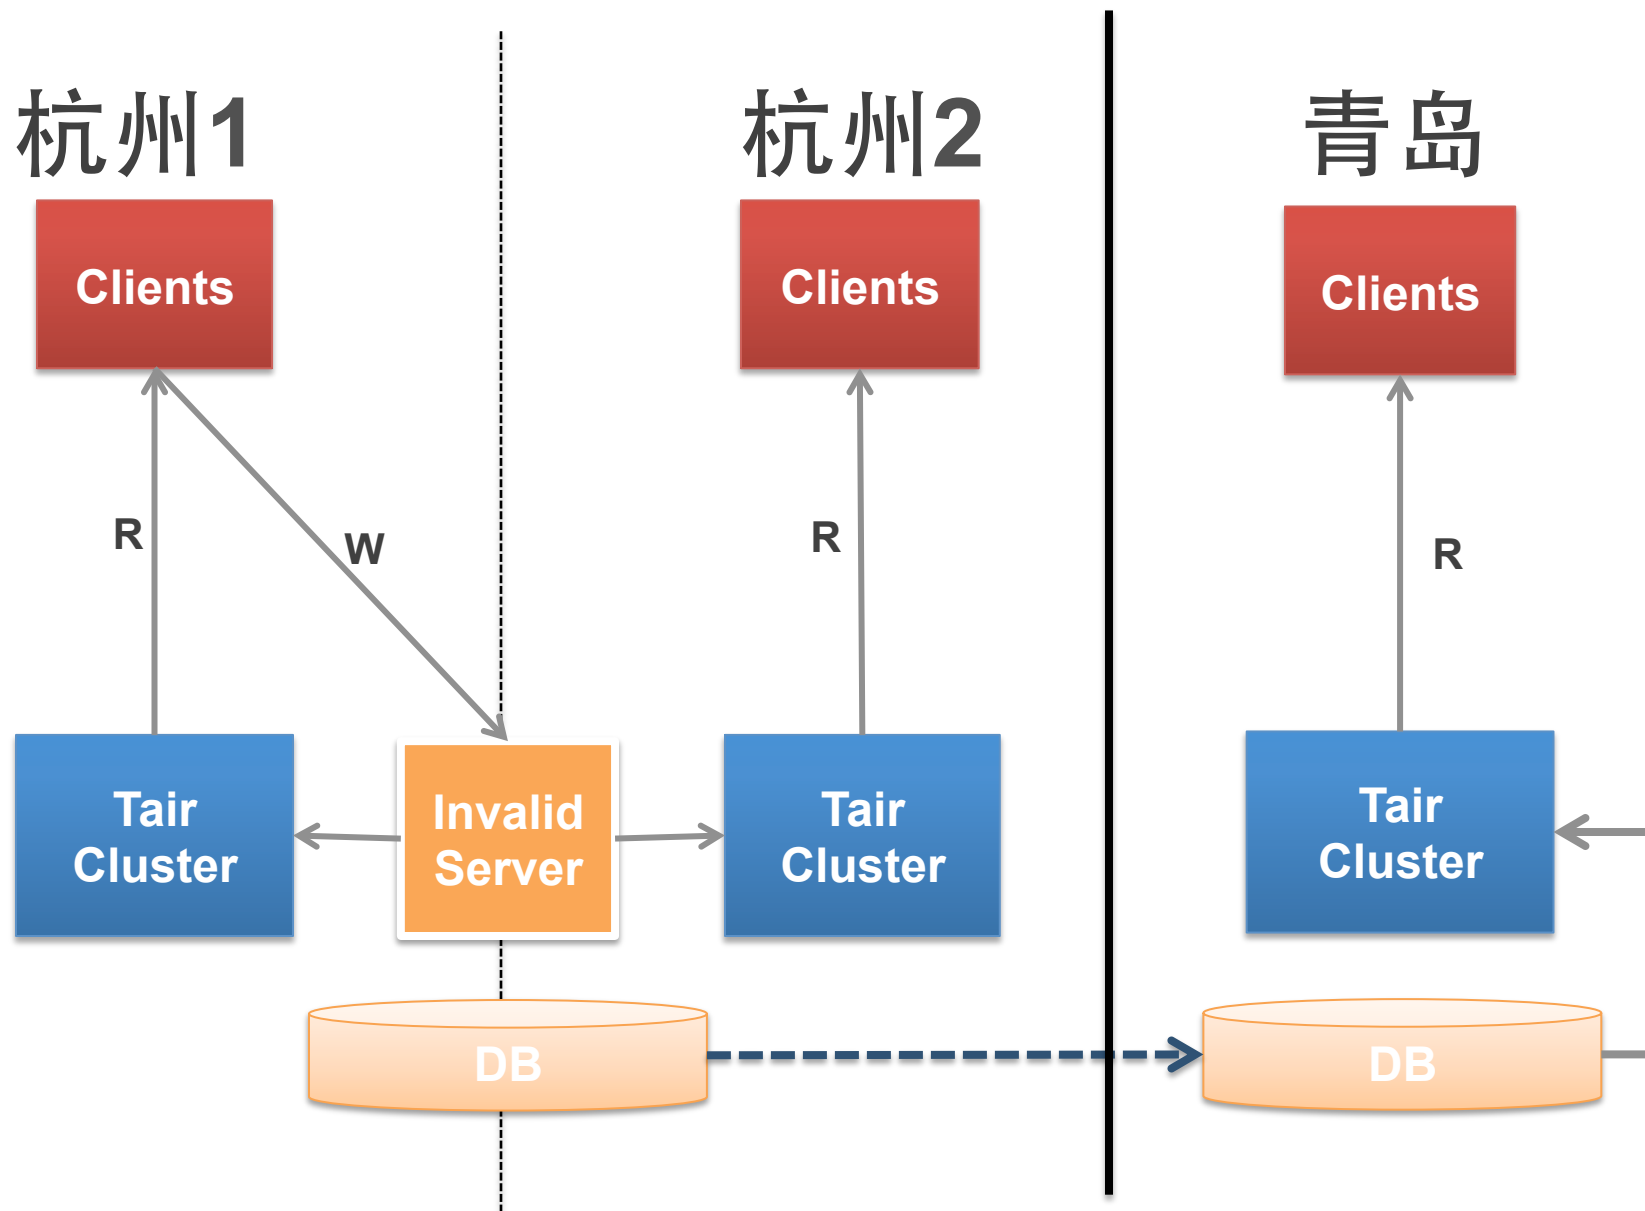 杭州1
杭州2
青岛
Clients
Clients
Clients
R
W
R
R
Tair
Cluster
Invalid
Server
Tair
Cluster
Tair
Cluster
DB
DB